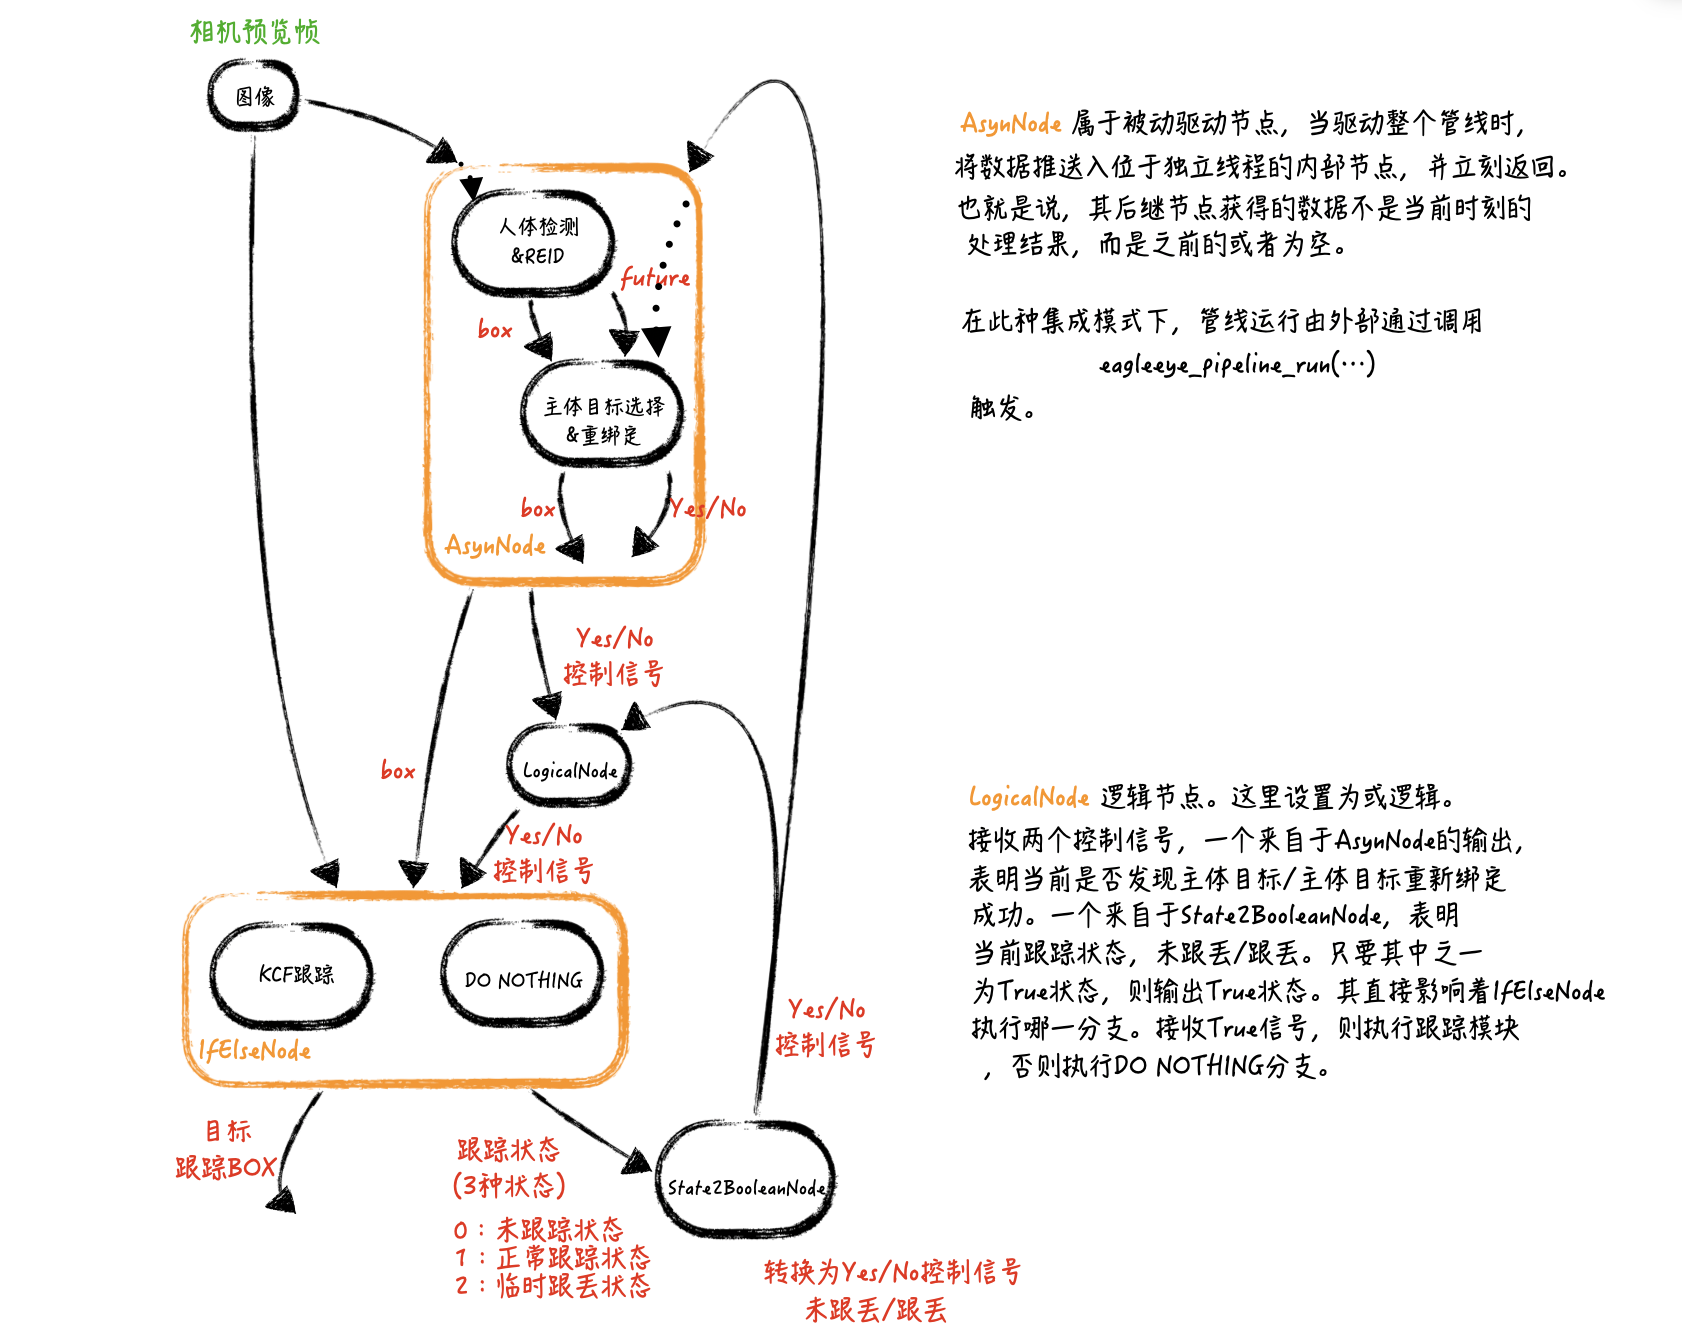 相机预览帧
图像
人体检测
&REID
future
box
主体目标选择
&重绑定
box
Yes/No
AsynNode
Yes/No
控制信号
box
LogicalNode
Yes/No
控制信号
KCF跟踪
DO NOTHING
IfElseNode
Yes/No
控制信号
目标
跟踪BOX
跟踪状态
(3种状态)
0：未跟踪状态
1：正常跟踪状态
2：临时跟丢状态
State2BooleanNode
转换为Yes/No控制信号
未跟丢/跟丢
AsynNode 属于被动驱动节点，当驱动整个管线时，
将数据推送入位于独立线程的内部节点，并立刻返回。
也就是说，其后继节点获得的数据不是当前时刻的
处理结果，而是之前的或者为空。
在此种集成模式下，管线运行由外部通过调用
eagleeye_pipeline_run(…)
触发。
LogicalNode 逻辑节点。这里设置为或逻辑。
接收两个控制信号，一个来自于AsynNode的输出，
表明当前是否发现主体目标/主体目标重新绑定
成功。一个来自于State2BooleanNode，表明
当前跟踪状态，未跟丢/跟丢。只要其中之一
为True状态，则输出True状态。其直接影响着IfElseNode
执行哪一分支。接收True信号，则执行跟踪模块
，否则执行DO NOTHING分支。